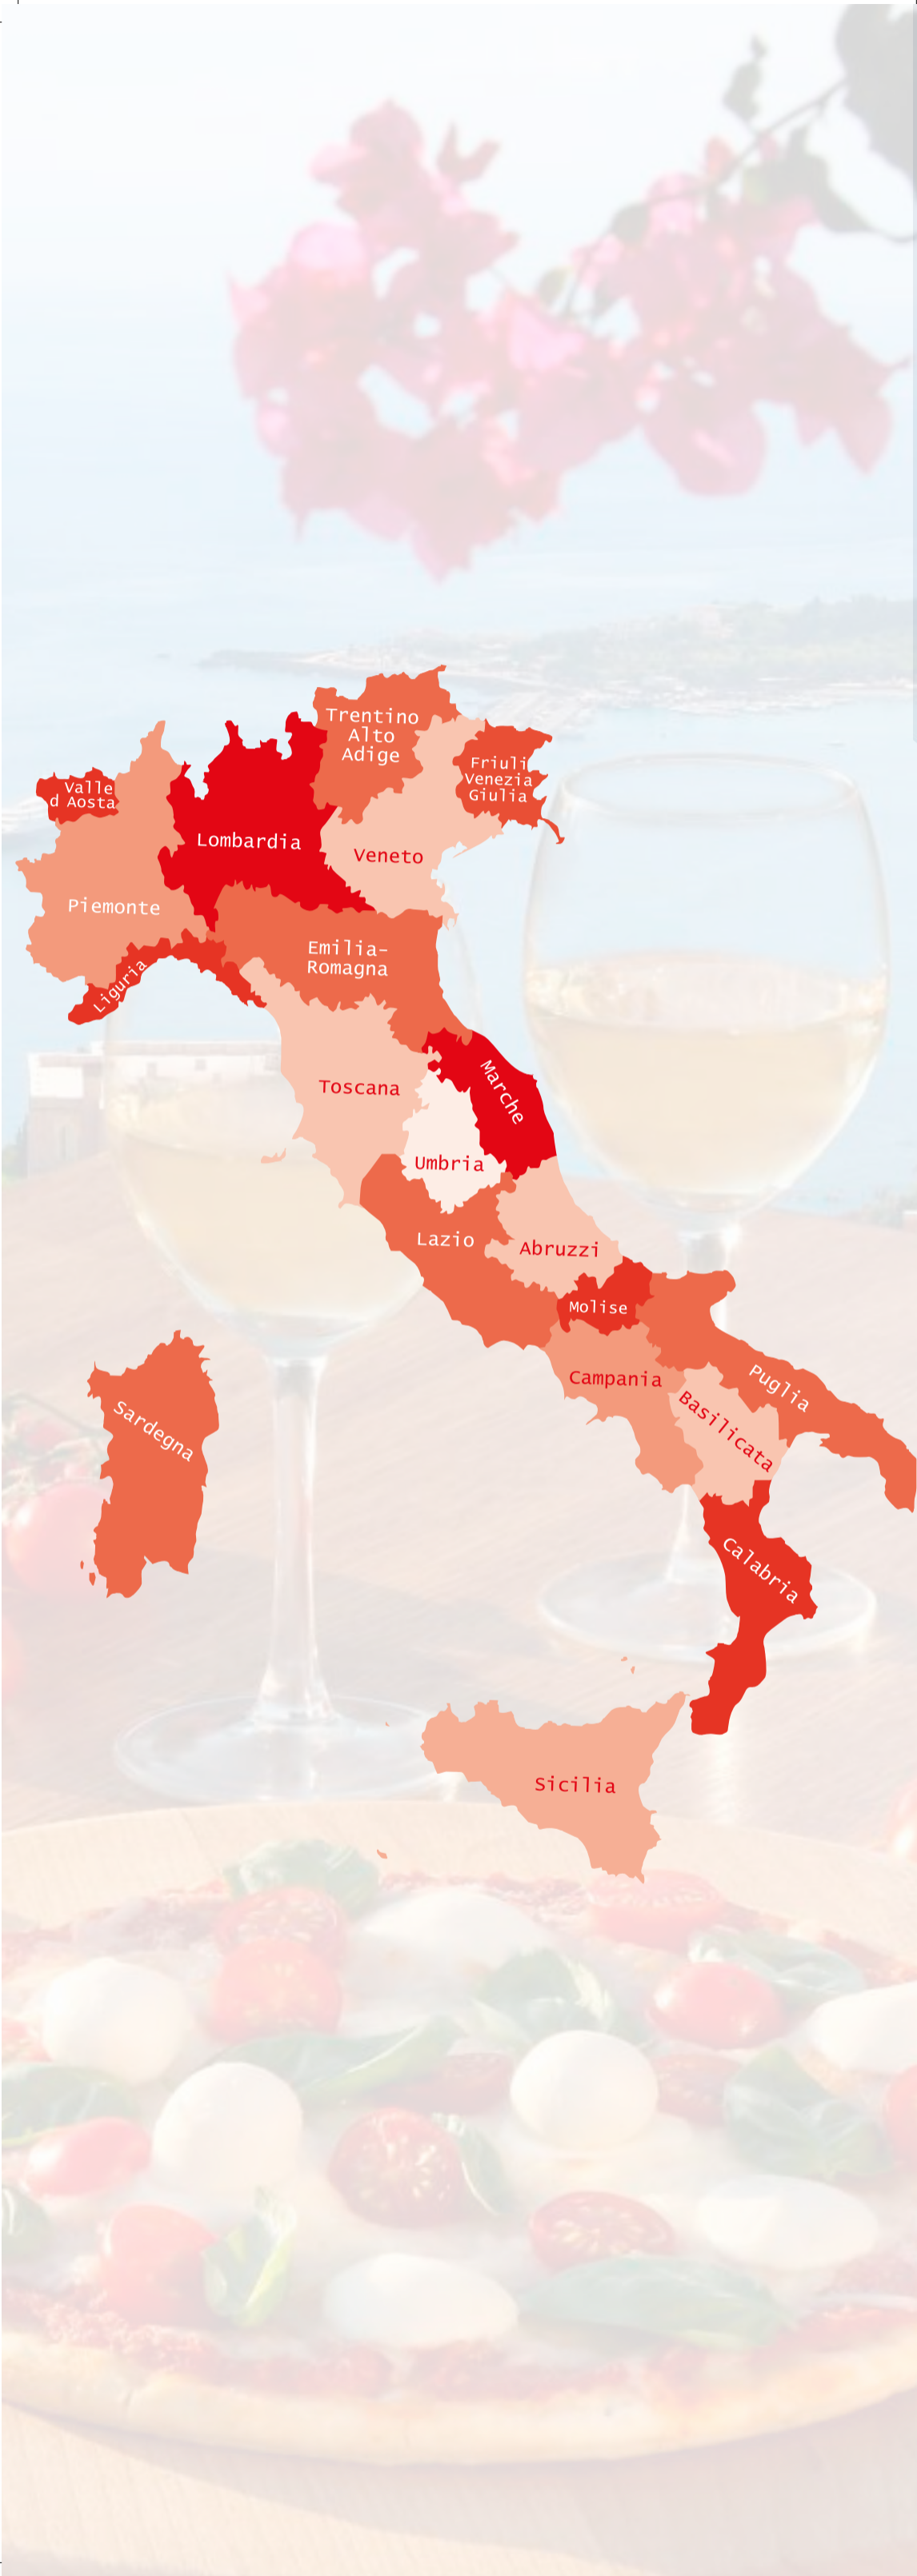 Trentino
Alto
Adige
Friuli
Venezia
Giulia
Valle
d Aosta
Lombardia
Veneto
Piemonte
Emilia-
Romagna
Liguria
Toscana
Marche
Umbria
Lazio
Abruzzi
Molise
Campania
Puglia
Basilicata
Sardegna
Calabria
Sicilia